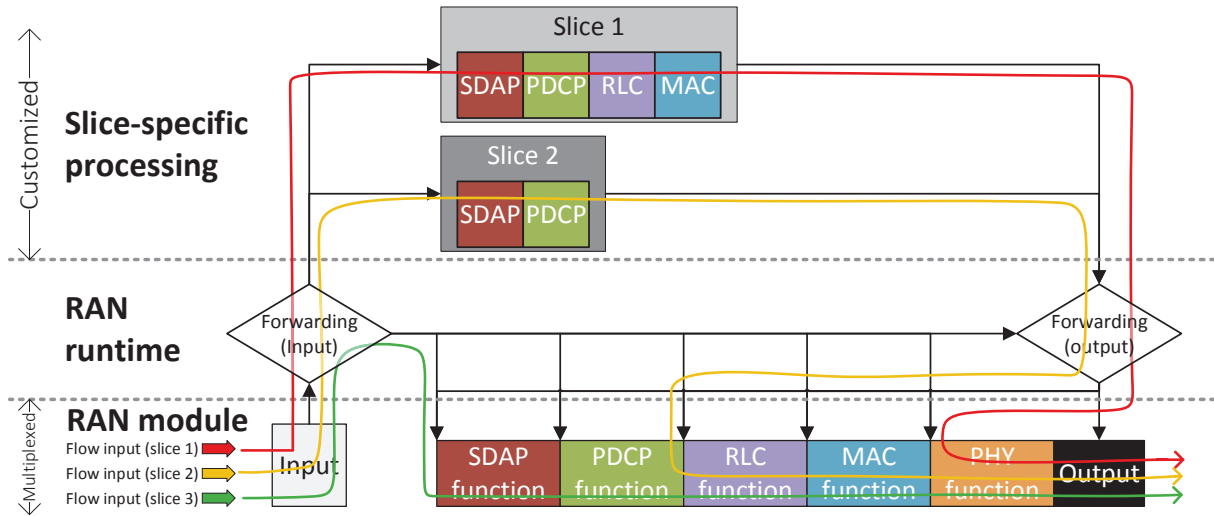 Slice 1
SDAP PDCP RLC MAC
Customized
Slice-specific
processing
Slice 2
SDAP PDCP
RAN
runtime
Forwarding
(Input)
Forwarding
(output)
Multiplexed
RAN module
Flow input (slice 1)
Flow input (slice 2)
Flow input (slice 3)
Input
SDAP
function
PDCP
function
RLC
function
MAC
function
PHY
function
Output